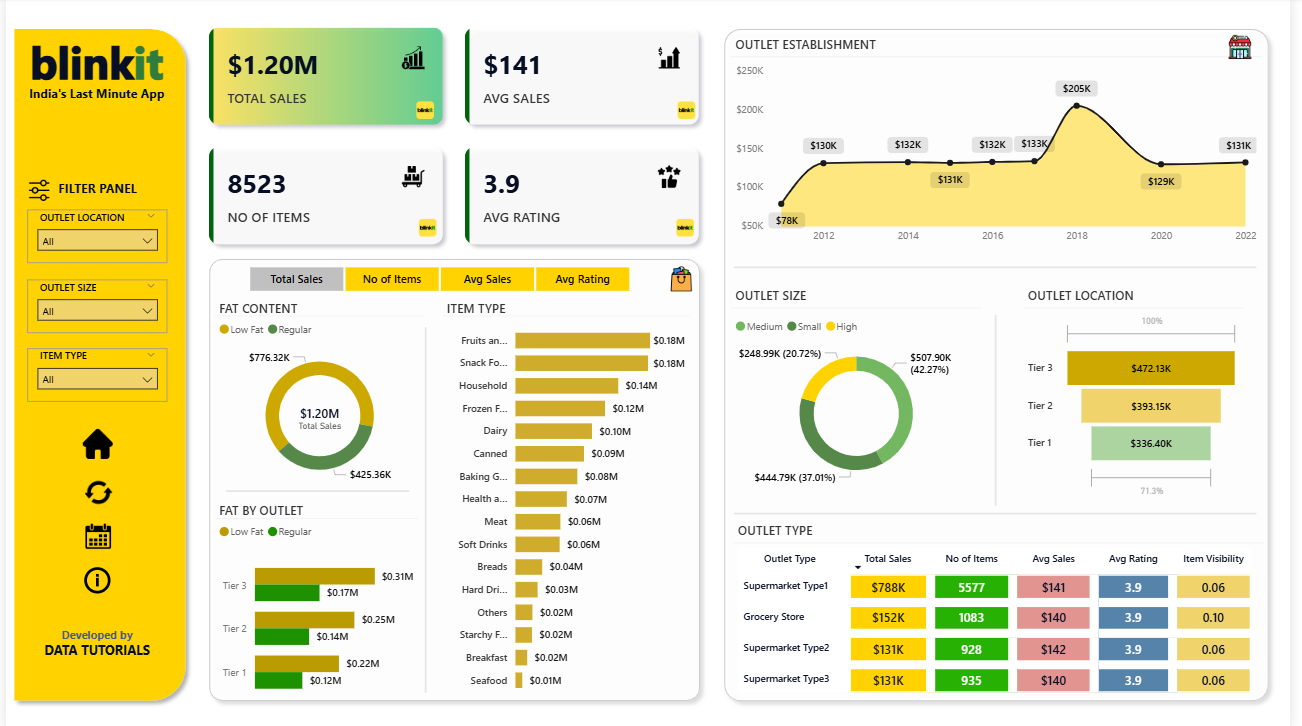 blinkit
India's Last Minute App
FILTER PANEL
OUTLET LOCATION
All
OUTLET SIZE
All
ITEM TYPE
All
Developed by
DATA TUTORIALS
$1.20M
TOTAL SALES
blinkit
$141
AVG SALES
blinkit
8523
NO OF ITEMS
blinkit
3.9
AVG RATING
blinkit
Total Sales No of Items Avg Sales Avg Rating
FAT CONTENT
Low Fat Regular
$776.32K
$1.20M
Total Sales
$425.36K
FAT BY OUTLET
Low Fat Regular
Tier 3 $0.31M
$0.17M
Tier 2 $0.25M
$0.14M
Tier 1 $0.22M
$0.12M
ITEM TYPE
Fruits an... $0.18M
Snack Fo... $0.18M
Household $0.14M
Frozen F... $0.12M
Dairy $0.10M
Canned $0.09M
Baking G... $0.08M
Health a... $0.07M
Meat $0.06M
Soft Drinks $0.06M
Breads $0.04M
Hard Dri... $0.03M
Others $0.02M
Starchy F... $0.02M
Breakfast $0.02M
Seafood $0.01M
OUTLET ESTABLISHMENT
$250K
$200K
$150K
$100K
$50K
$78K
$130K
$132K
$131K
$132K
$133K
$205K
$129K
$131K
2012 2014 2016 2018 2020 2022
OUTLET SIZE
Medium Small High
$248.99K (20.72%)
$507.90K
(42.27%)
$444.79K (37.01%)
OUTLET LOCATION
100%
Tier 3 $472.13K
Tier 2 $393.15K
Tier 1 $336.40K
71.3%
OUTLET TYPE
Outlet Type Total Sales No of Items Avg Sales Avg Rating Item Visibility
Supermarket Type1 $788K 5577 $141 3.9 0.06
Grocery Store $152K 1083 $140 3.9 0.10
Supermarket Type2 $131K 928 $142 3.9 0.06
Supermarket Type3 $131K 935 $140 3.9 0.06